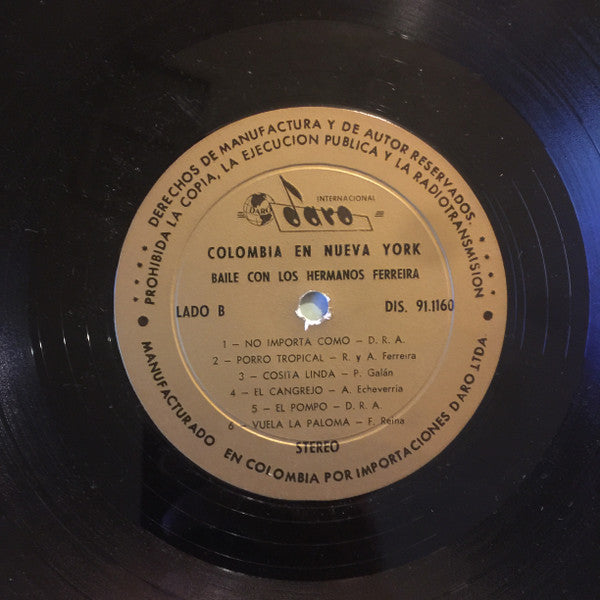 DERECHOS DE MANUFACTURA Y DE AUTOR RESERVADOS.
PROHIBIDA LA COPIA, LA EJECUCION PUBLICA Y LA RADIOTRANSMISION
INTERNACIONAL
DARO daro
COLOMBIA EN NUEVA YORK
BAILE CON LOS HERMANOS FERREIRA
LADO B DIS. 91.1160
1 – NO IMPORTA COMO – D. R. A.
2 – PORRO TROPICAL – R. y A. Ferreira
3 – COSITA LINDA – P. Galán
4 – EL CANGREJO – A. Echeverria
5 – EL POMPO – D. R. A.
6 – VUELA LA PALOMA – F. Reina
STEREO
MANUFACTURADO EN COLOMBIA POR IMPORTACIONES DARO LTDA.